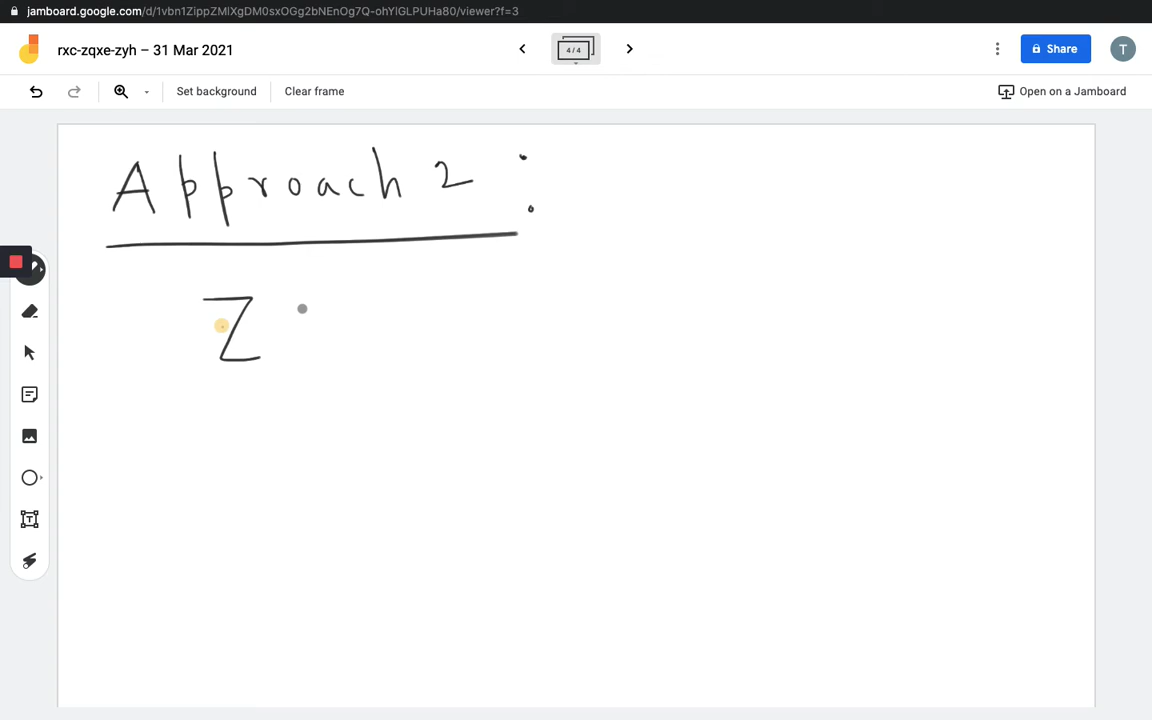 jamboard.google.com/d/1vbn1ZippZMlXgDM0sxOGg2bNEnOg7Q-ohYlGLPUHa80/viewer?f=3
rxc-zqxe-zyh – 31 Mar 2021
4/4
Share
T
Set background
Clear frame
Open on a Jamboard
Approach 2 :
Z